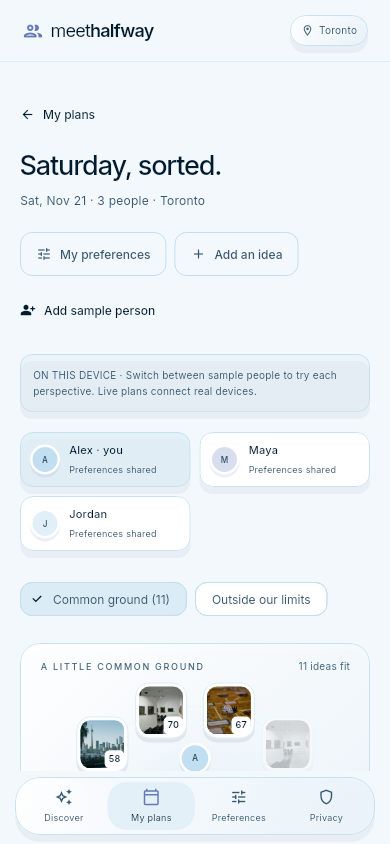 meethalfway
Toronto
My plans
Saturday, sorted.
Sat, Nov 21 · 3 people · Toronto
My preferences
Add an idea
Add sample person
ON THIS DEVICE · Switch between sample people to try each
perspective. Live plans connect real devices.
A
Alex · you
Preferences shared
M
Maya
Preferences shared
J
Jordan
Preferences shared
Common ground (11)
Outside our limits
A LITTLE COMMON GROUND
11 ideas fit
70
67
58
A
Discover
My plans
Preferences
Privacy